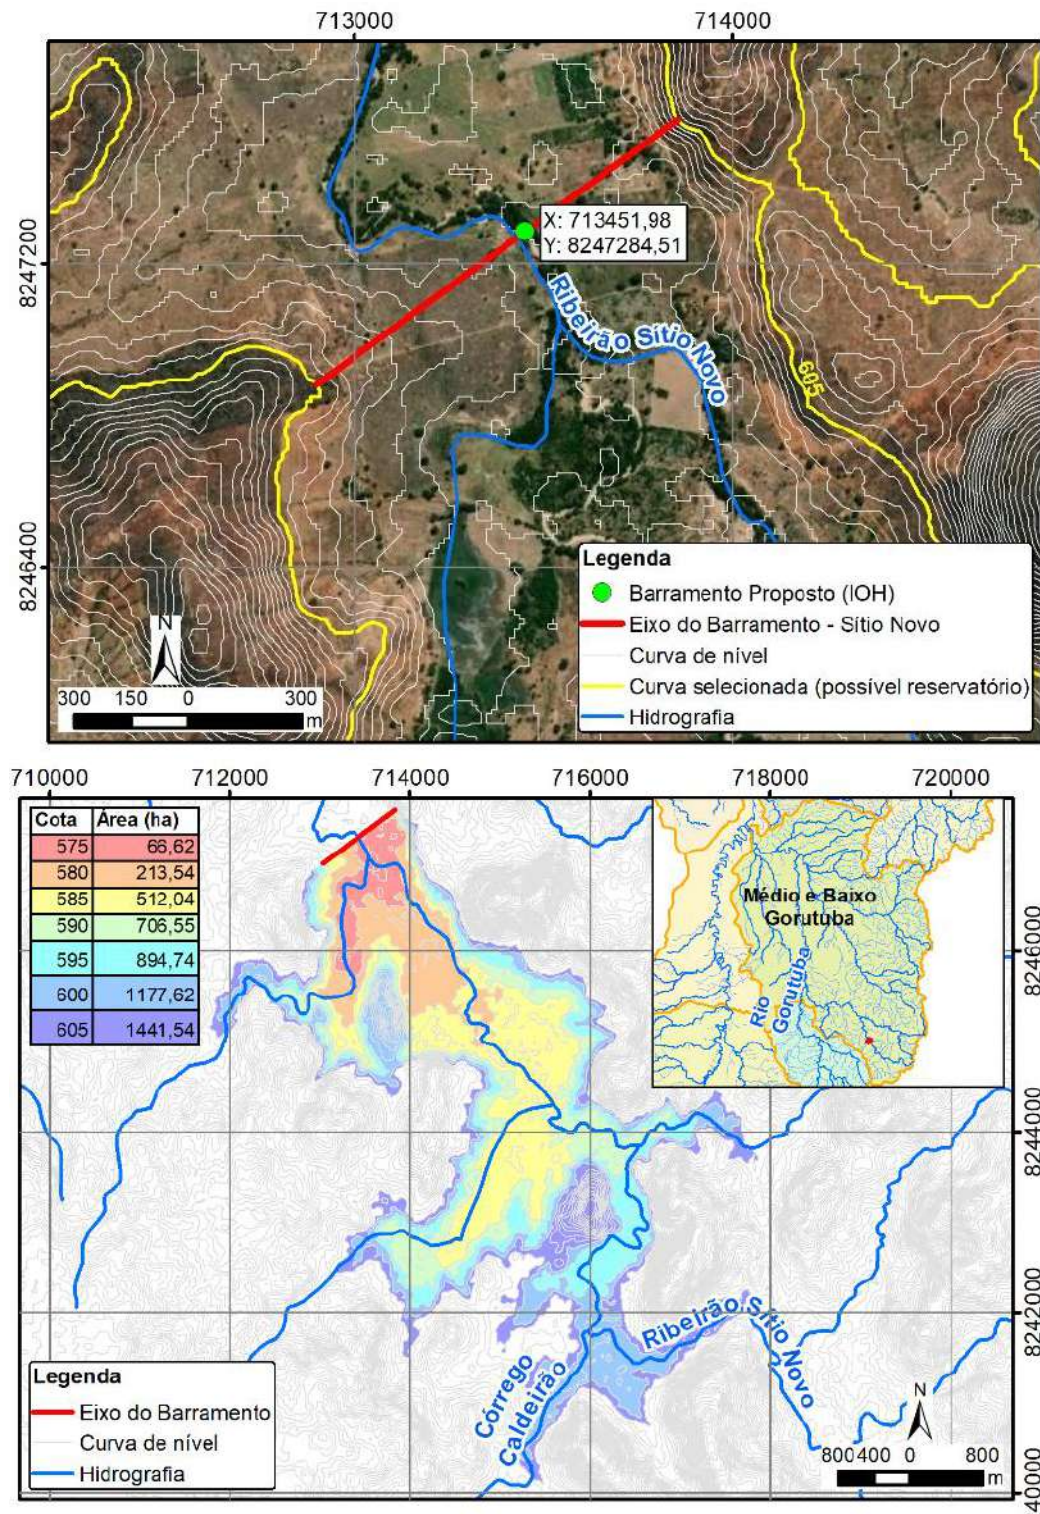 713000
714000
8247200
8246400
X: 713451,98
Y: 8247284,51
Ribeirão Sítio Novo
605
N
300 150 0 300
m
Legenda
Barramento Proposto (IOH)
Eixo do Barramento - Sítio Novo
Curva de nível
Curva selecionada (possível reservatório)
Hidrografia
710000 712000 714000 716000 718000 720000
Cota Área (ha)
575 66,62
580 213,54
585 512,04
590 706,55
595 894,74
600 1177,62
605 1441,54
Médio e Baixo
Gorutuba
Rio
Gorutuba
8246000
8244000
8242000
40000
Ribeirão Sítio Novo
Córrego
Caldeirão
Legenda
Eixo do Barramento
Curva de nível
Hidrografia
N
800 400 0 800
m